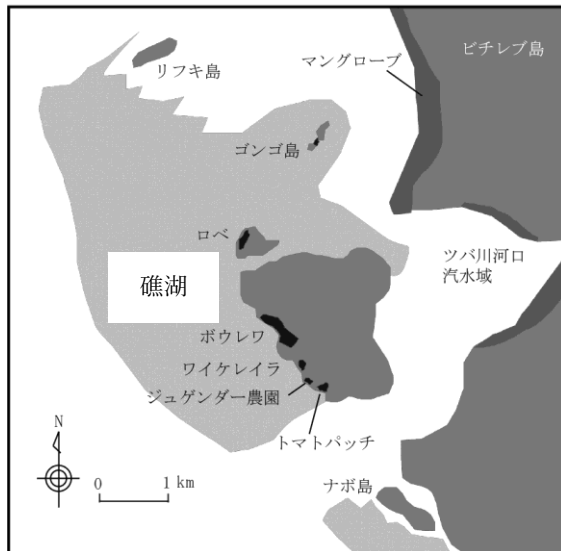 ビチレブ島
マングローブ
リフキ島
ゴンゴ島
ロベ
ツバ川河口
汽水域
礁湖
ボウレワ
ワイケレイラ
ジュゲンダー農園
トマトパッチ
N
0 1 km
ナボ島